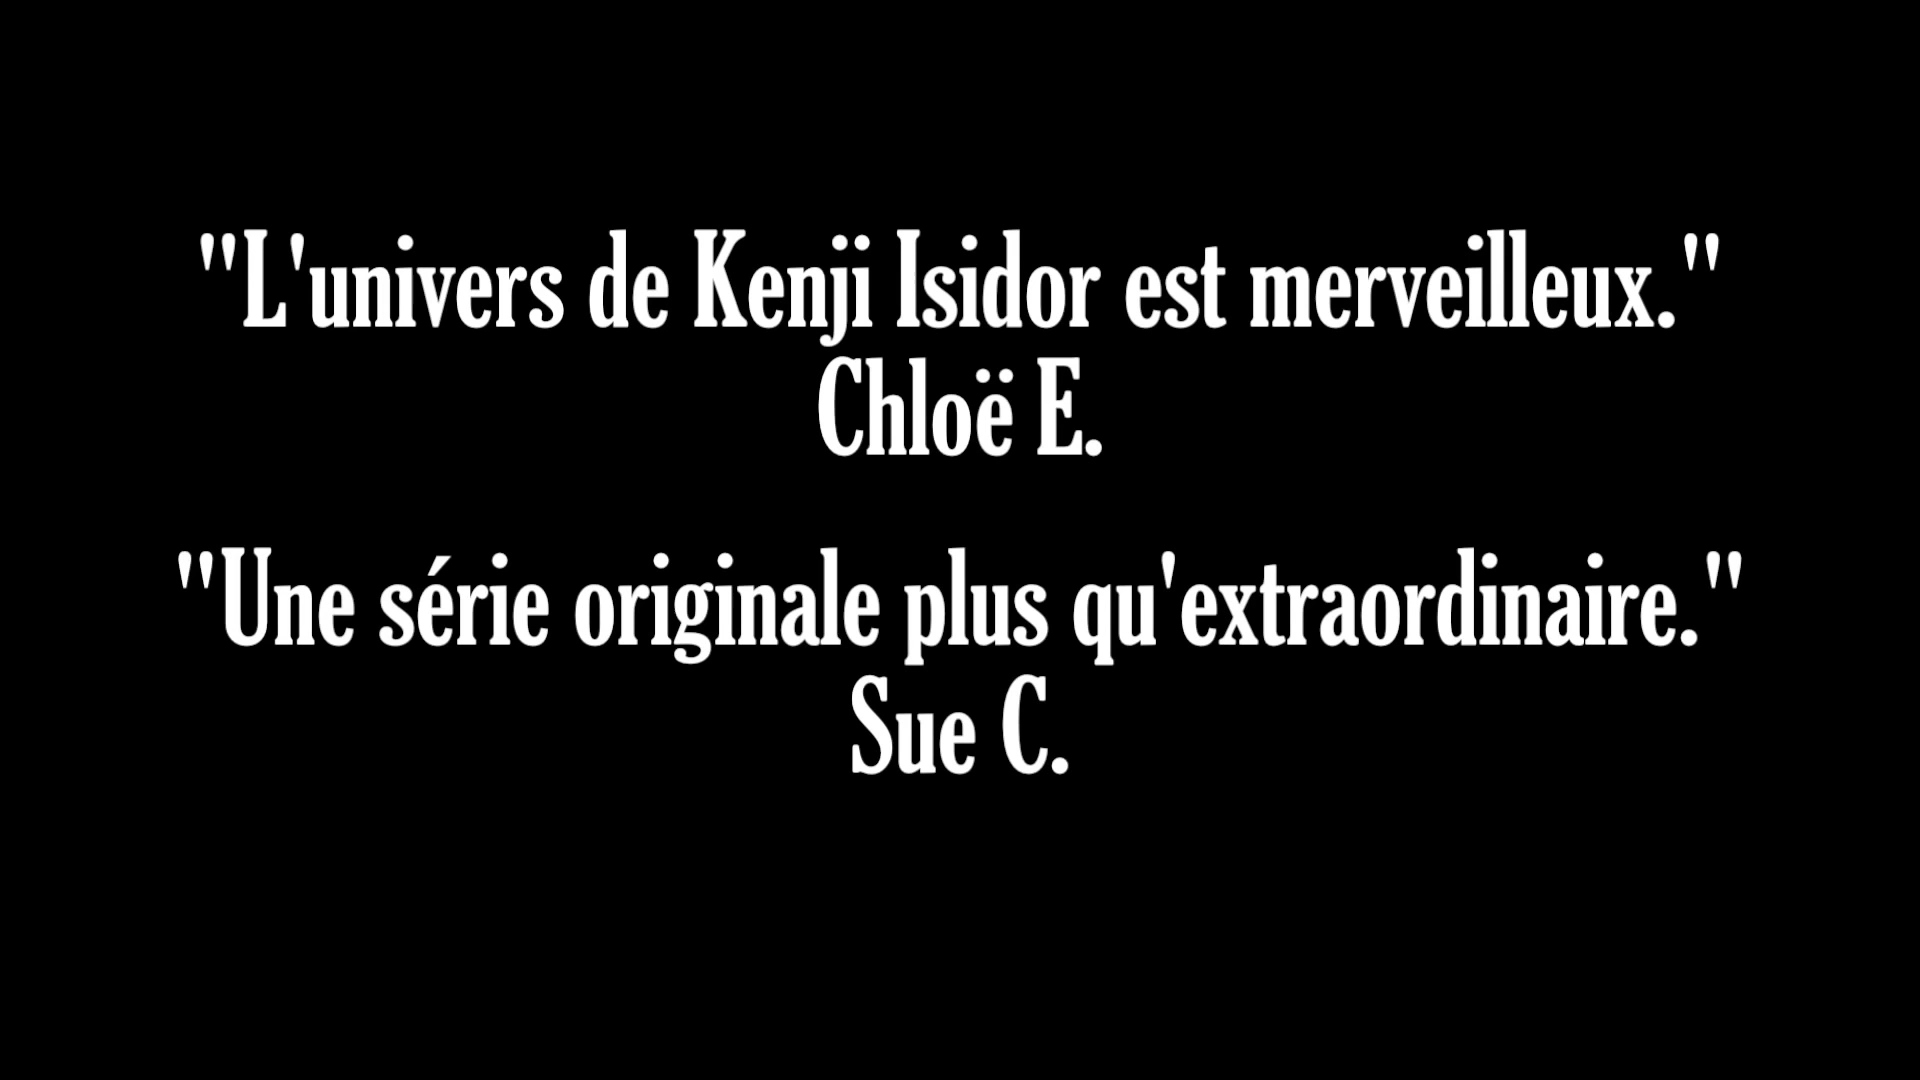 "L'univers de Kenji Isidor est merveilleux."
Chloë E.
"Une série originale plus qu'extraordinaire."
Sue C.